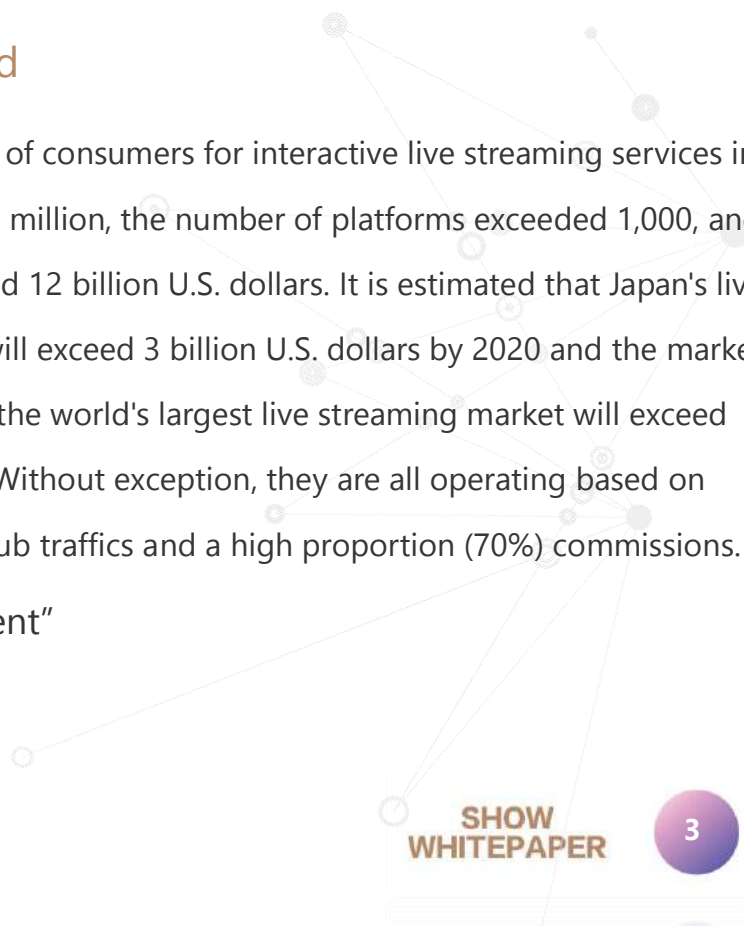 d
of consumers for interactive live streaming services in
million, the number of platforms exceeded 1,000, and
d 12 billion U.S. dollars. It is estimated that Japan's liv
will exceed 3 billion U.S. dollars by 2020 and the marke
the world's largest live streaming market will exceed
Without exception, they are all operating based on
ub traffics and a high proportion (70%) commissions.
ent”
SHOW
WHITEPAPER
3